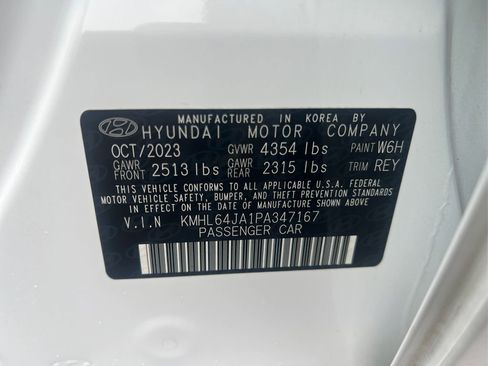 MANUFACTURED IN KOREA BY
HYUNDAI MOTOR COMPANY
OCT/2023 GVWR 4354 lbs PAINT W6H
GAWR FRONT 2513 lbs GAWR REAR 2315 lbs TRIM REY
THIS VEHICLE CONFORMS TO ALL APPLICABLE U.S.A. FEDERAL
MOTOR VEHICLE SAFETY, BUMPER, AND THEFT PREVENTION STANDARDS
IN EFFECT ON THE DATE OF MANUFACTURE SHOWN ABOVE.
V.I.N KMHL64JA1PA347167
PASSENGER CAR